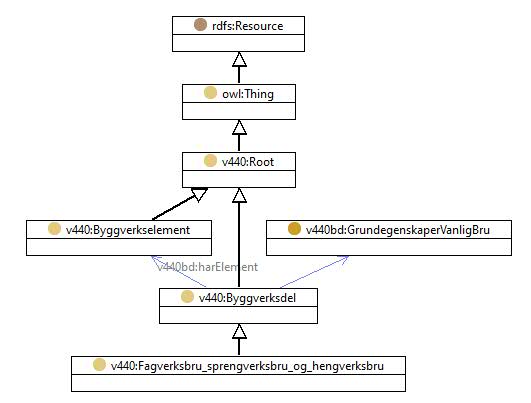 rdfs:Resource
owl:Thing
v440:Root
v440:Byggverkselement
v440bd:GrundegenskaperVanligBru
v440bd:harElement
v440:Byggverksdel
v440:Fagverksbru_sprengverksbru_og_hengverksbru